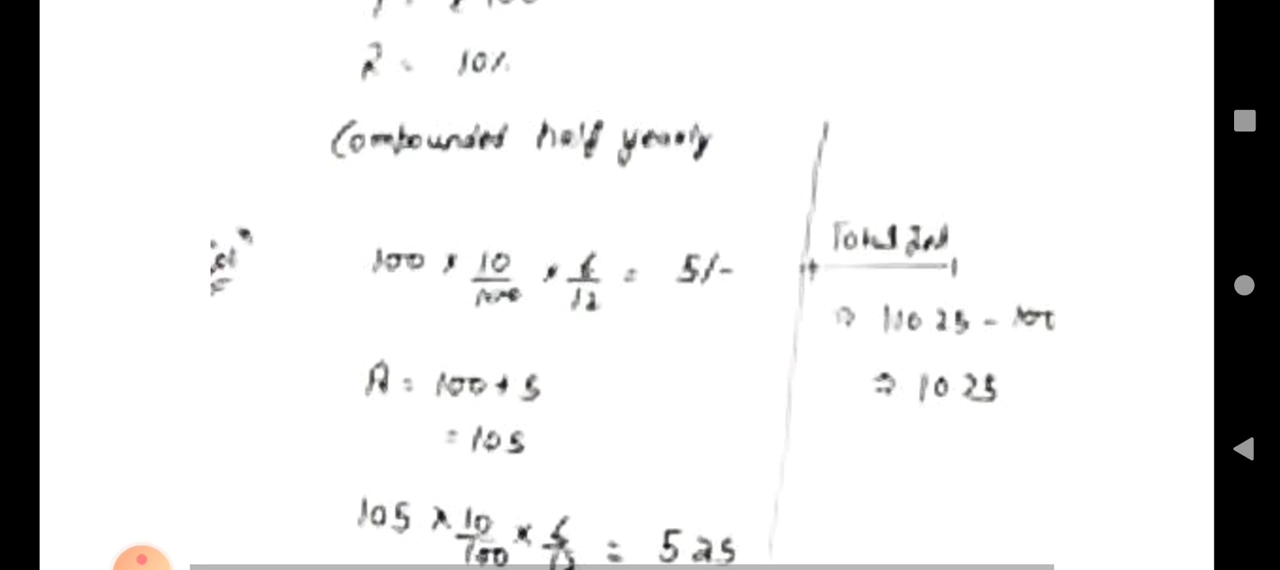 10%
Compounded half yearly
100 × 10/100 × 6/12 = 5/-
A = 100 + 5
= 105
105 × 10/100 × 6/12 = 5 25
Total Int
⇒ 110 25 - 100
⇒ 10 25